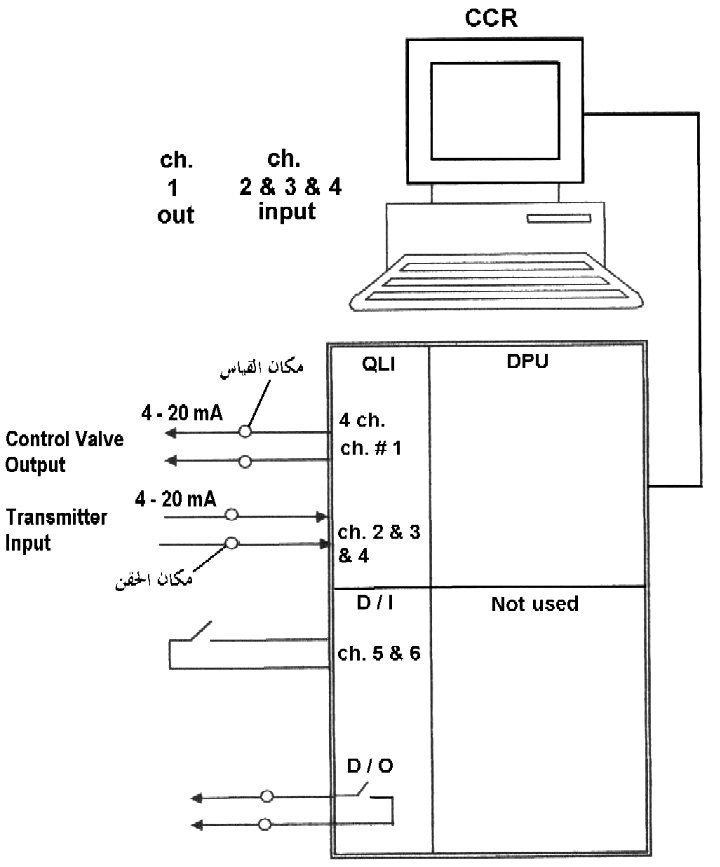 CCR
ch.
1
out
ch.
2 & 3 & 4
input
مكان القياس
4 - 20 mA
Control Valve
Output
4 - 20 mA
Transmitter
Input
مكان الحقن
QLI
DPU
4 ch.
ch. # 1
ch. 2 & 3
& 4
D / I
Not used
ch. 5 & 6
D / O